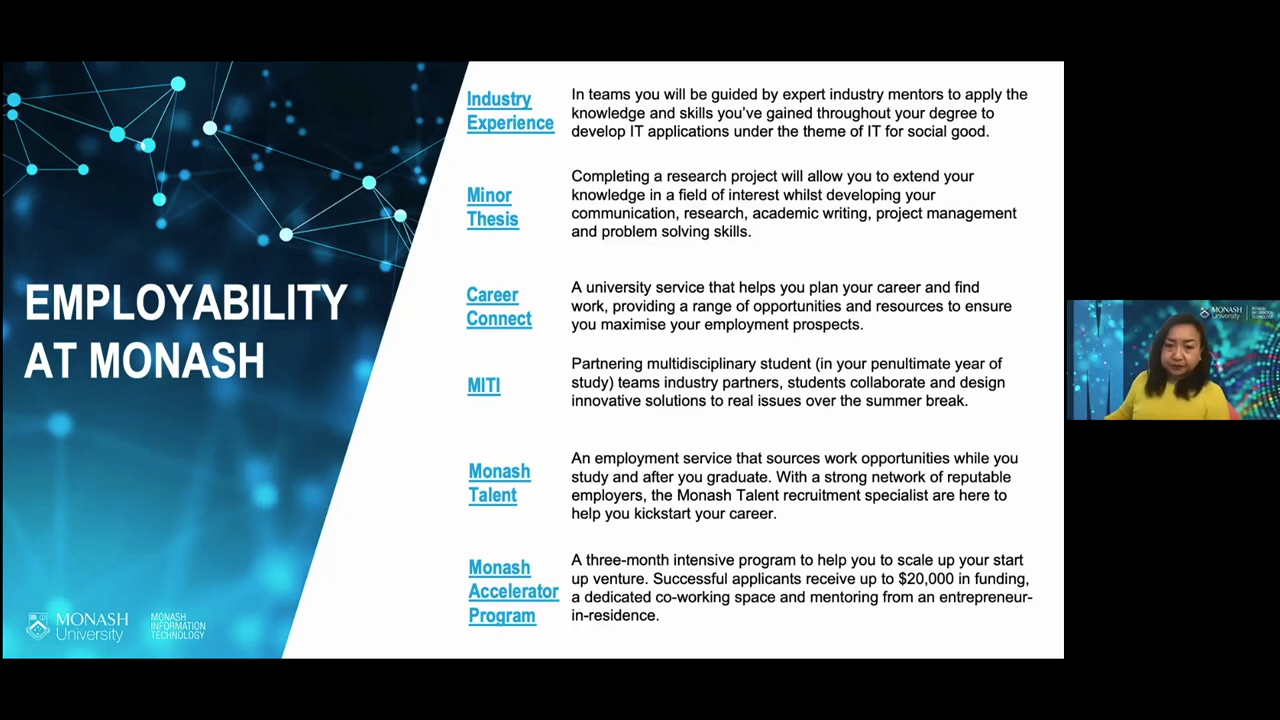 EMPLOYABILITY
AT MONASH
Industry
Experience
In teams you will be guided by expert industry mentors to apply the
knowledge and skills you've gained throughout your degree to
develop IT applications under the theme of IT for social good.
Minor
Thesis
Completing a research project will allow you to extend your
knowledge in a field of interest whilst developing your
communication, research, academic writing, project management
and problem solving skills.
Career
Connect
A university service that helps you plan your career and find
work, providing a range of opportunities and resources to ensure
you maximise your employment prospects.
MITI
Partnering multidisciplinary student (in your penultimate year of
study) teams industry partners, students collaborate and design
innovative solutions to real issues over the summer break.
Monash
Talent
An employment service that sources work opportunities while you
study and after you graduate. With a strong network of reputable
employers, the Monash Talent recruitment specialist are here to
help you kickstart your career.
Monash
Accelerator
Program
A three-month intensive program to help you to scale up your start
up venture. Successful applicants receive up to $20,000 in funding,
a dedicated co-working space and mentoring from an entrepreneur-
in-residence.
MONASH
University
MONASH
INFORMATION
TECHNOLOGY
MONASH
University
MONASH
INFORMATION
TECHNOLOGY